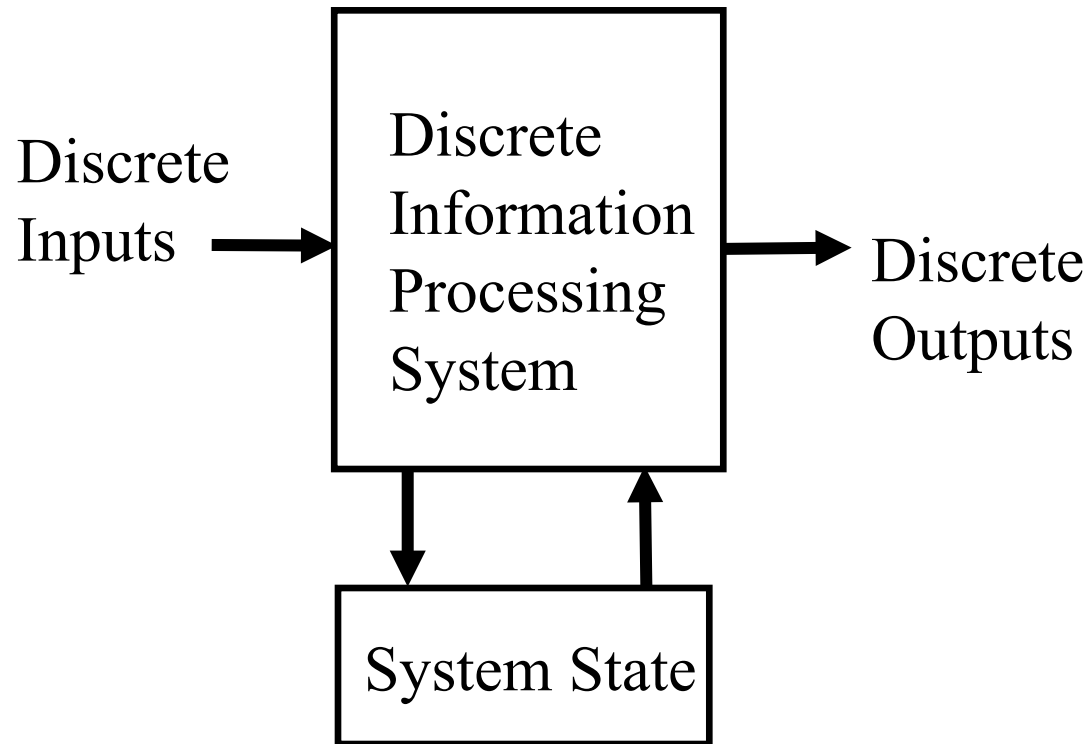 Discrete
Inputs
Discrete
Information
Processing
System
Discrete
Outputs
System State